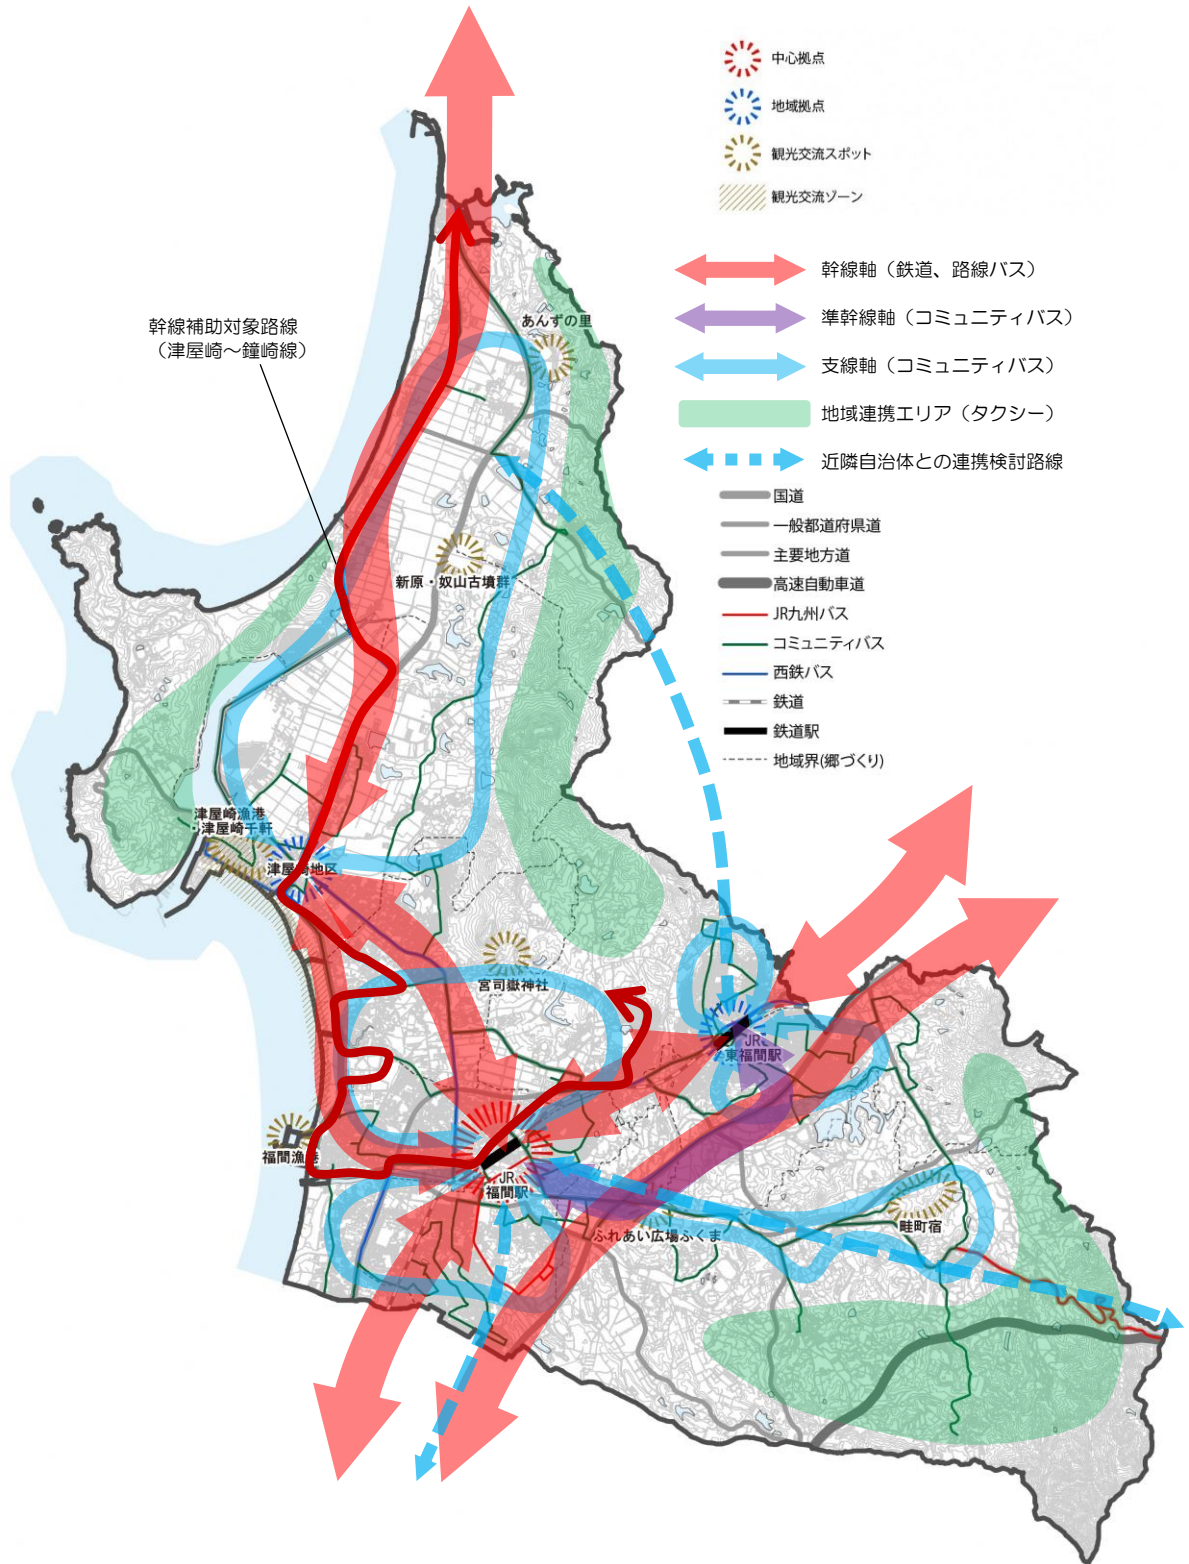 中心拠点
地域拠点
観光交流スポット
観光交流ゾーン
幹線軸（鉄道、路線バス）
準幹線軸（コミュニティバス）
支線軸（コミュニティバス）
地域連携エリア（タクシー）
近隣自治体との連携検討路線
国道
一般都道府県道
主要地方道
高速自動車道
JR九州バス
コミュニティバス
西鉄バス
鉄道
鉄道駅
地域界(郷づくり)
幹線補助対象路線
（津屋崎～鐘崎線）
あんずの里
新原・奴山古墳群
津屋崎漁港
・津屋崎千軒
津屋崎地区
宮司嶽神社
JR
東福間駅
福間漁港
JR
福間駅
ふれあい広場ふくま
畦町宿